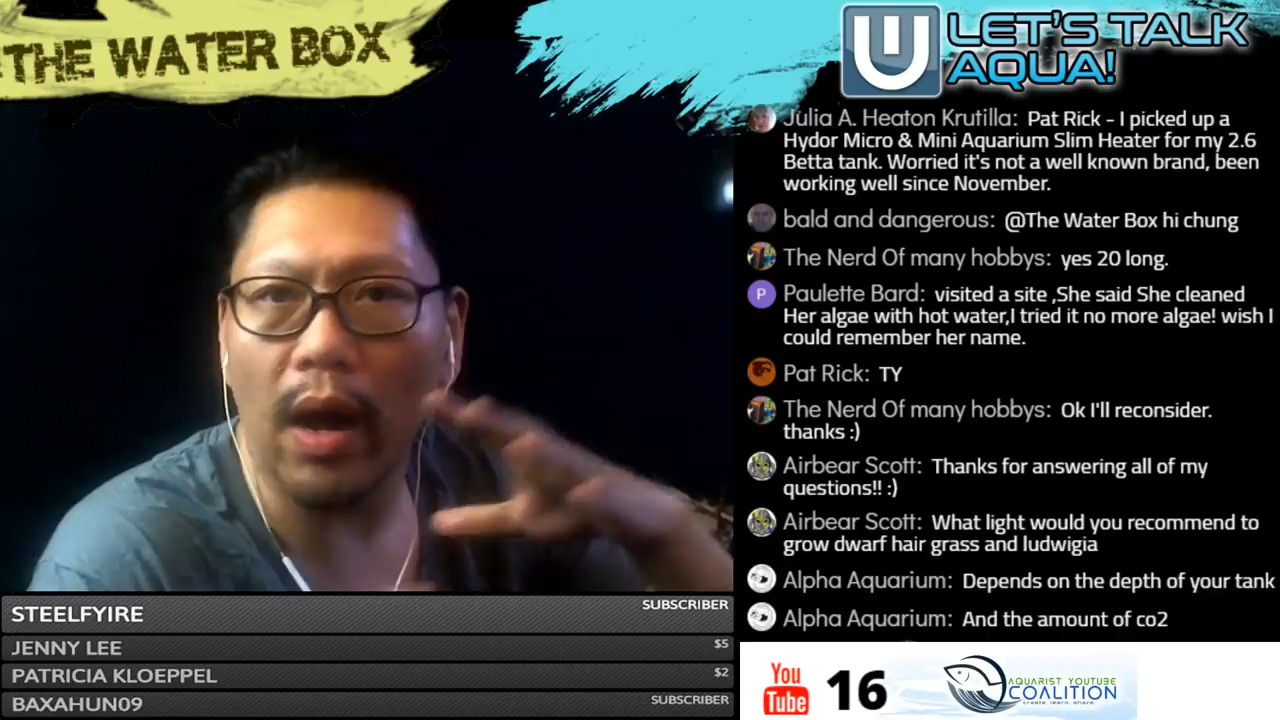 THE WATER BOX
LET'S TALK
AQUA!
Julia A. Heaton Krutilla: Pat Rick - I picked up a
Hydor Micro & Mini Aquarium Slim Heater for my 2.6
Betta tank. Worried it's not a well known brand, been
working well since November.
bald and dangerous: @The Water Box hi chung
The Nerd Of many hobbys: yes 20 long.
P
Paulette Bard: visited a site ,She said She cleaned
Her algae with hot water,I tried it no more algae! wish I
could remember her name.
Pat Rick: TY
The Nerd Of many hobbys: Ok I'll reconsider.
thanks :)
Airbear Scott: Thanks for answering all of my
questions!! :)
Airbear Scott: What light would you recommend to
grow dwarf hair grass and ludwigia
Alpha Aquarium: Depends on the depth of your tank
Alpha Aquarium: And the amount of co2
STEELFYIRE SUBSCRIBER
JENNY LEE $5
PATRICIA KLOEPPEL $2
BAXAHUN09 SUBSCRIBER
You
Tube
16
AQUARIST YOUTUBE
COALITION
create. learn. share.